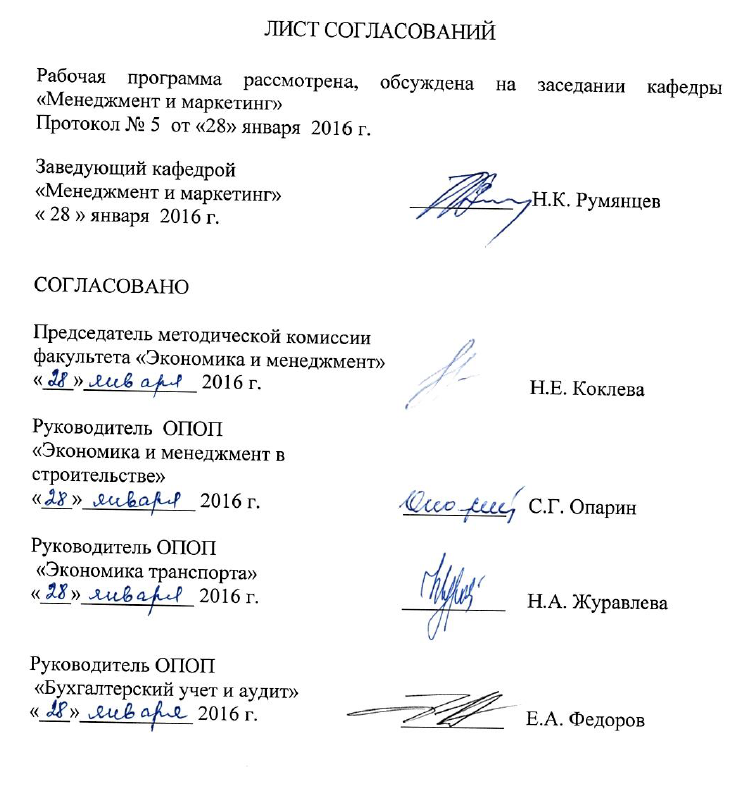 ЛИСТ СОГЛАСОВАНИЙ
Рабочая программа рассмотрена, обсуждена на заседании кафедры
«Менеджмент и маркетинг»
Протокол № 5 от «28» января 2016 г.
Заведующий кафедрой
«Менеджмент и маркетинг»
« 28 » января 2016 г.
Н.К. Румянцев
СОГЛАСОВАНО
Председатель методической комиссии
факультета «Экономика и менеджмент»
«28» января 2016 г.
Н.Е. Коклева
Руководитель ОПОП
«Экономика и менеджмент в
строительстве»
«28» января 2016 г.
С.Г. Опарин
Руководитель ОПОП
«Экономика транспорта»
«28» января 2016 г.
Н.А. Журавлева
Руководитель ОПОП
«Бухгалтерский учет и аудит»
«28» января 2016 г.
Е.А. Федоров